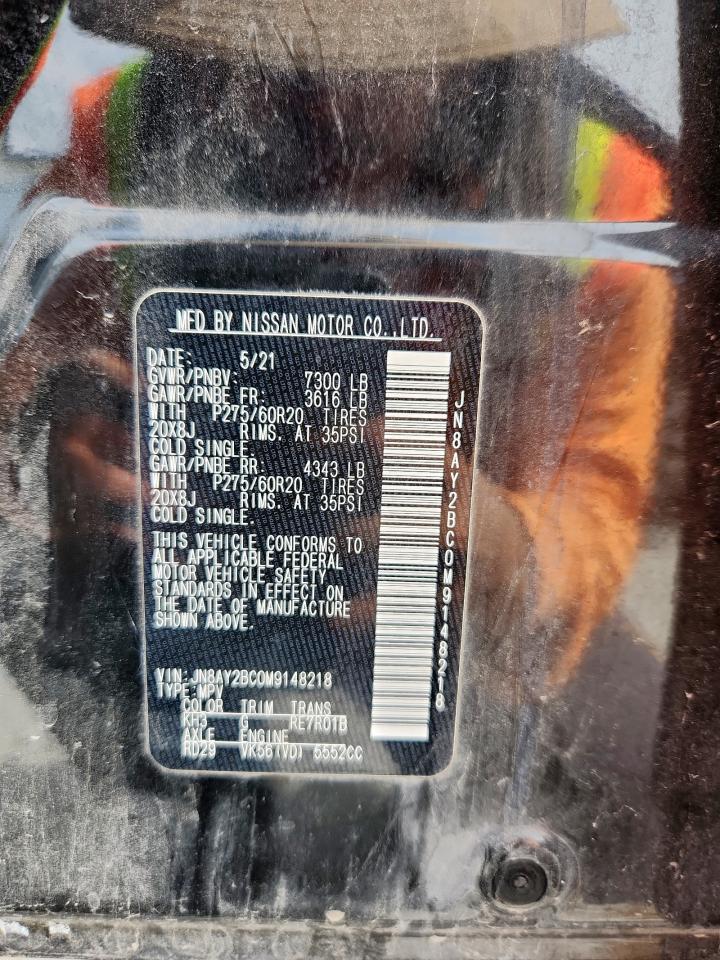 MFD BY NISSAN MOTOR CO.,LTD.
DATE: 5/21
GVWR/PNBV: 7300 LB
GAWR/PNBE FR: 3616 LB
WITH P275/60R20 TIRES
20X8J RIMS. AT 35PSI
COLD SINGLE.
GAWR/PNBE RR: 4343 LB
WITH P275/60R20 TIRES
20X8J RIMS. AT 35PSI
COLD SINGLE.
THIS VEHICLE CONFORMS TO
ALL APPLICABLE FEDERAL
MOTOR VEHICLE SAFETY
STANDARDS IN EFFECT ON
THE DATE OF MANUFACTURE
SHOWN ABOVE.
VIN:JN8AY2BC0M9148218
TYPE:MPV
COLOR TRIM TRANS
KH3 G RE7R01B
AXLE ENGINE
RD29 VK56(VD) 5552CC
JN8AY2BC0M9148218